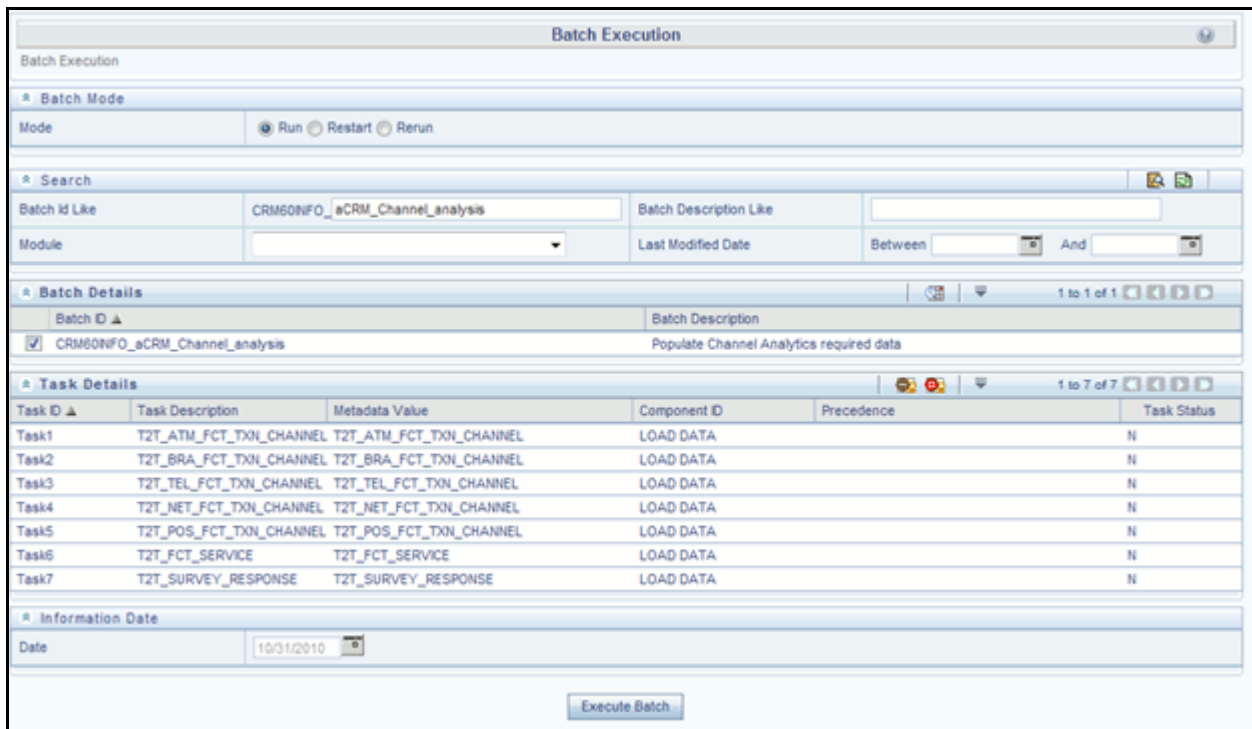 Batch Execution
Batch Execution
Batch Mode
Mode Run Restart Rerun
Search
Batch Id Like CRM60INFO_ aCRM_Channel_analysis Batch Description Like
Module Last Modified Date Between And
Batch Details 1 to 1 of 1
Batch ID Batch Description
CRM60INFO_aCRM_Channel_analysis Populate Channel Analytics required data
Task Details 1 to 7 of 7
Task ID Task Description Metadata Value Component ID Precedence Task Status
Task1 T2T_ATM_FCT_TXN_CHANNEL T2T_ATM_FCT_TXN_CHANNEL LOAD DATA N
Task2 T2T_BRA_FCT_TXN_CHANNEL T2T_BRA_FCT_TXN_CHANNEL LOAD DATA N
Task3 T2T_TEL_FCT_TXN_CHANNEL T2T_TEL_FCT_TXN_CHANNEL LOAD DATA N
Task4 T2T_NET_FCT_TXN_CHANNEL T2T_NET_FCT_TXN_CHANNEL LOAD DATA N
Task5 T2T_POS_FCT_TXN_CHANNEL T2T_POS_FCT_TXN_CHANNEL LOAD DATA N
Task6 T2T_FCT_SERVICE T2T_FCT_SERVICE LOAD DATA N
Task7 T2T_SURVEY_RESPONSE T2T_SURVEY_RESPONSE LOAD DATA N
Information Date
Date 10/31/2010
Execute Batch